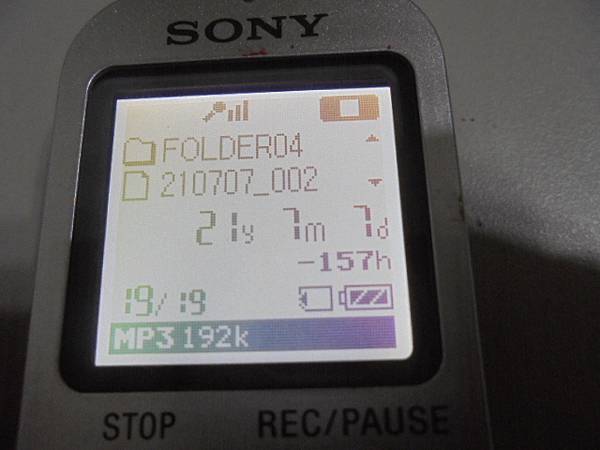 SONY
FOLDER04
210707_002
21y 7m 7d
-157h
19/19
MP3 192k
STOP REC/PAUSE